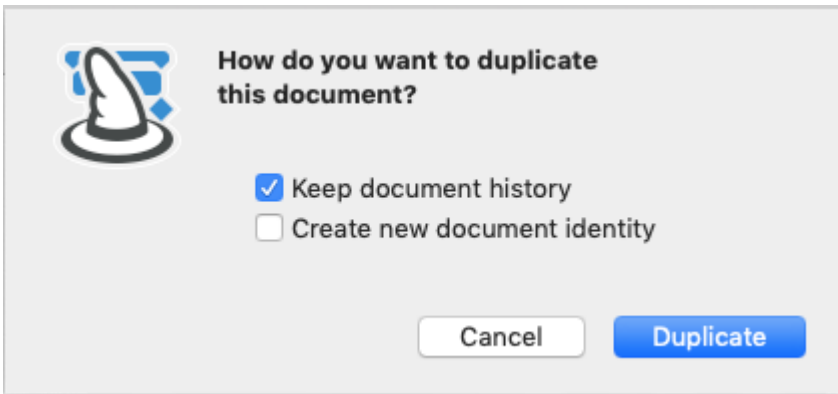 How do you want to duplicate
this document?
Keep document history
Create new document identity
Cancel
Duplicate